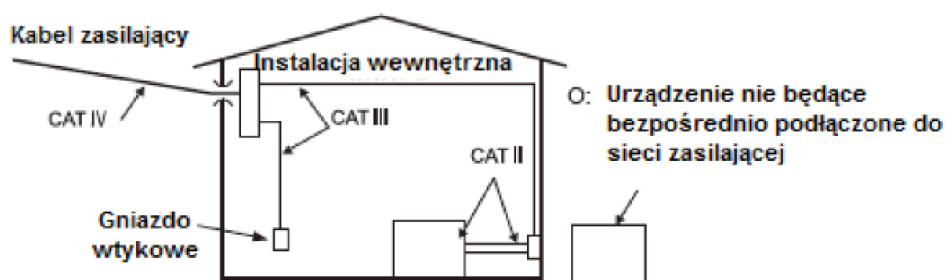 Kabel zasilający
Instalacja wewnętrzna
CAT IV
CAT III
O: Urządzenie nie będące
bezpośrednio podłączone do
sieci zasilającej
CAT II
Gniazdo
wtykowe